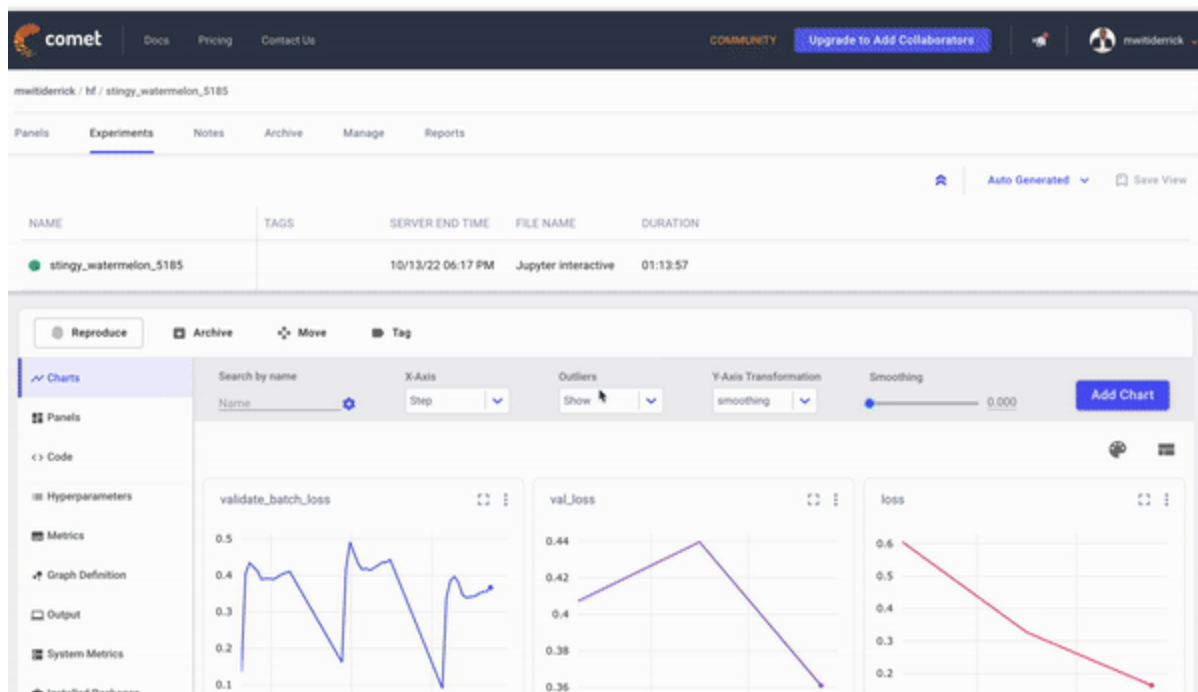 comet Docs Pricing Contact Us COMMUNITY Upgrade to Add Collaborators mwitiderrick
mwitiderrick / hf / stingy_watermelon_5185
Panels Experiments Notes Archive Manage Reports
Auto Generated Save View
NAME TAGS SERVER END TIME FILE NAME DURATION
stingy_watermelon_5185 10/13/22 06:17 PM Jupyter interactive 01:13:57
Reproduce Archive Move Tag
Charts
Panels
Code
Hyperparameters
Metrics
Graph Definition
Output
System Metrics
Installed Packages
Search by name X-Axis Outliers Y-Axis Transformation Smoothing
Name Step Show smoothing 0.000 Add Chart
validate_batch_loss
0.5
0.4
0.3
0.2
0.1
val_loss
0.44
0.42
0.4
0.38
0.36
loss
0.6
0.5
0.4
0.3
0.2